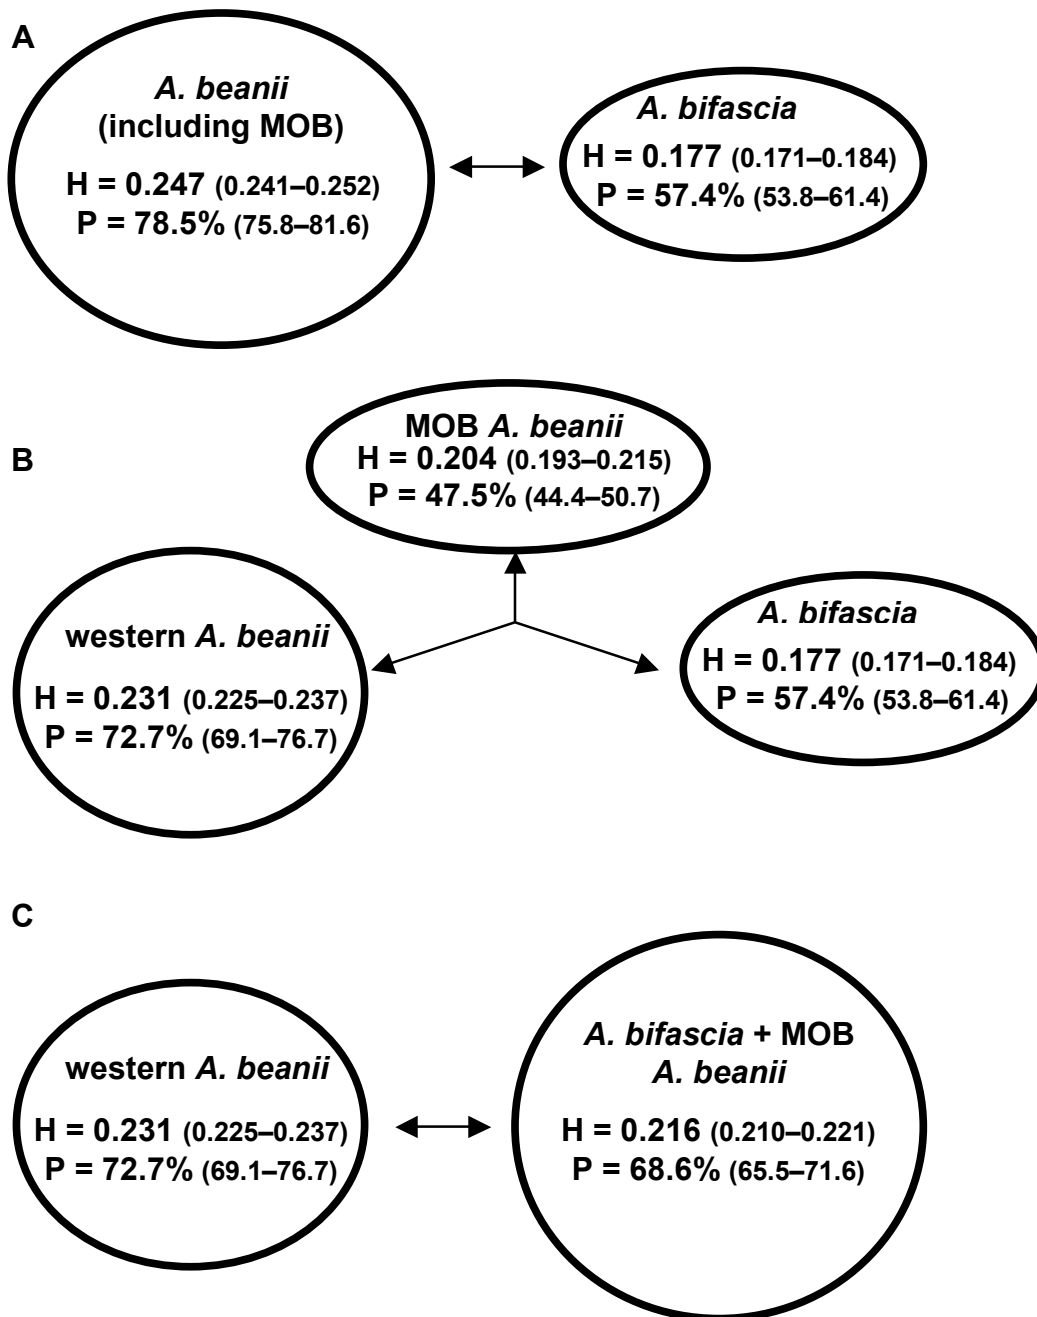 A
A. beanii
(including MOB)
H = 0.247 (0.241–0.252)
P = 78.5% (75.8–81.6)
A. bifascia
H = 0.177 (0.171–0.184)
P = 57.4% (53.8–61.4)
B
MOB A. beanii
H = 0.204 (0.193–0.215)
P = 47.5% (44.4–50.7)
western A. beanii
H = 0.231 (0.225–0.237)
P = 72.7% (69.1–76.7)
A. bifascia
H = 0.177 (0.171–0.184)
P = 57.4% (53.8–61.4)
C
western A. beanii
H = 0.231 (0.225–0.237)
P = 72.7% (69.1–76.7)
A. bifascia + MOB
A. beanii
H = 0.216 (0.210–0.221)
P = 68.6% (65.5–71.6)